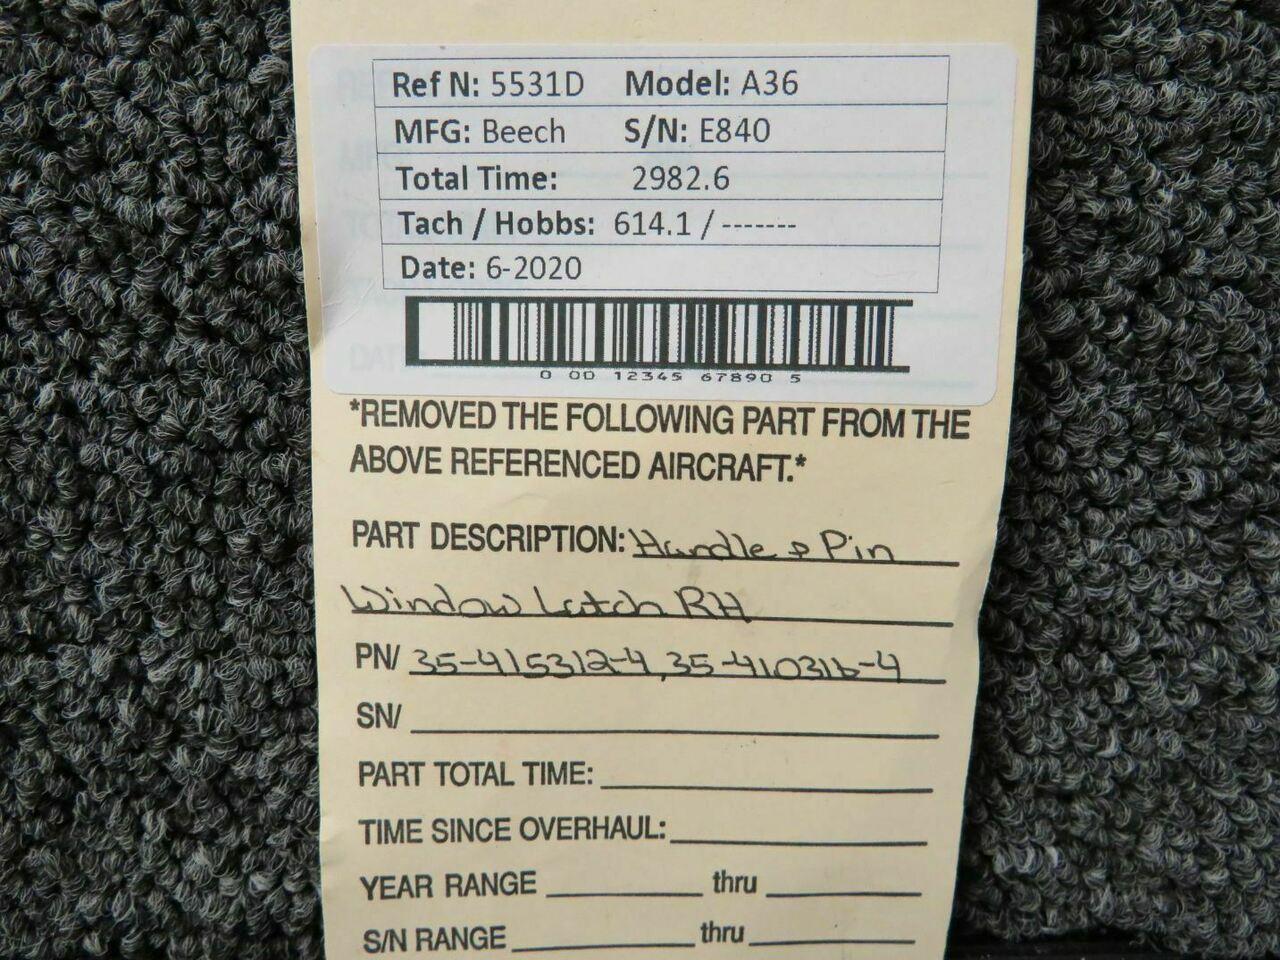 Ref N: 5531D Model: A36
MFG: Beech S/N: E840
Total Time: 2982.6
Tach / Hobbs: 614.1 / -------
Date: 6-2020
0 00 12345 67890 5
*REMOVED THE FOLLOWING PART FROM THE
ABOVE REFERENCED AIRCRAFT.*
PART DESCRIPTION: Handle & Pin
Window Latch RH
PN/ 35-415312-4, 35-410316-4
SN/
PART TOTAL TIME:
TIME SINCE OVERHAUL:
YEAR RANGE thru
S/N RANGE thru